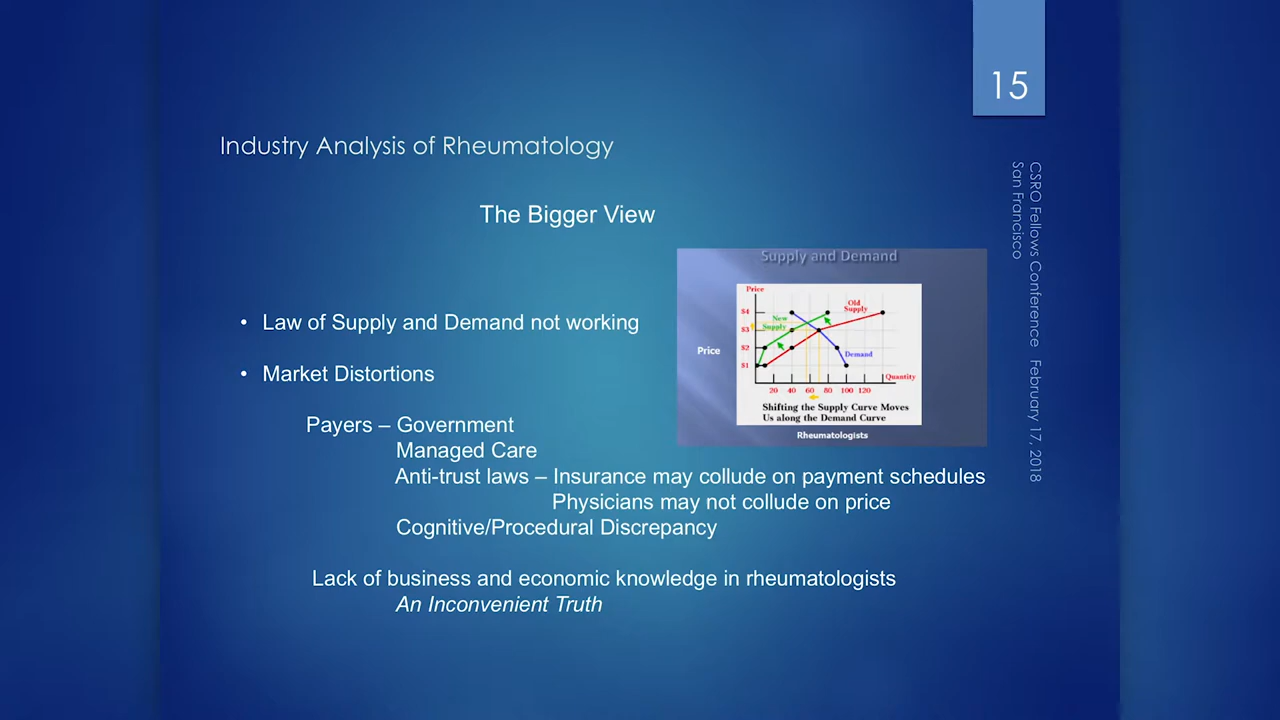 15
Industry Analysis of Rheumatology
The Bigger View
• Law of Supply and Demand not working
• Market Distortions
Payers – Government
Managed Care
Anti-trust laws – Insurance may collude on payment schedules
Physicians may not collude on price
Cognitive/Procedural Discrepancy
Lack of business and economic knowledge in rheumatologists
An Inconvenient Truth
Supply and Demand
Price
Price
$4
$3
$2
$1
New
Supply
Old
Supply
Demand
Quantity
20 40 60 80 100 120
Shifting the Supply Curve Moves
Us along the Demand Curve
Rheumatologists
CSRO Fellows Conference February 17, 2018
San Francisco